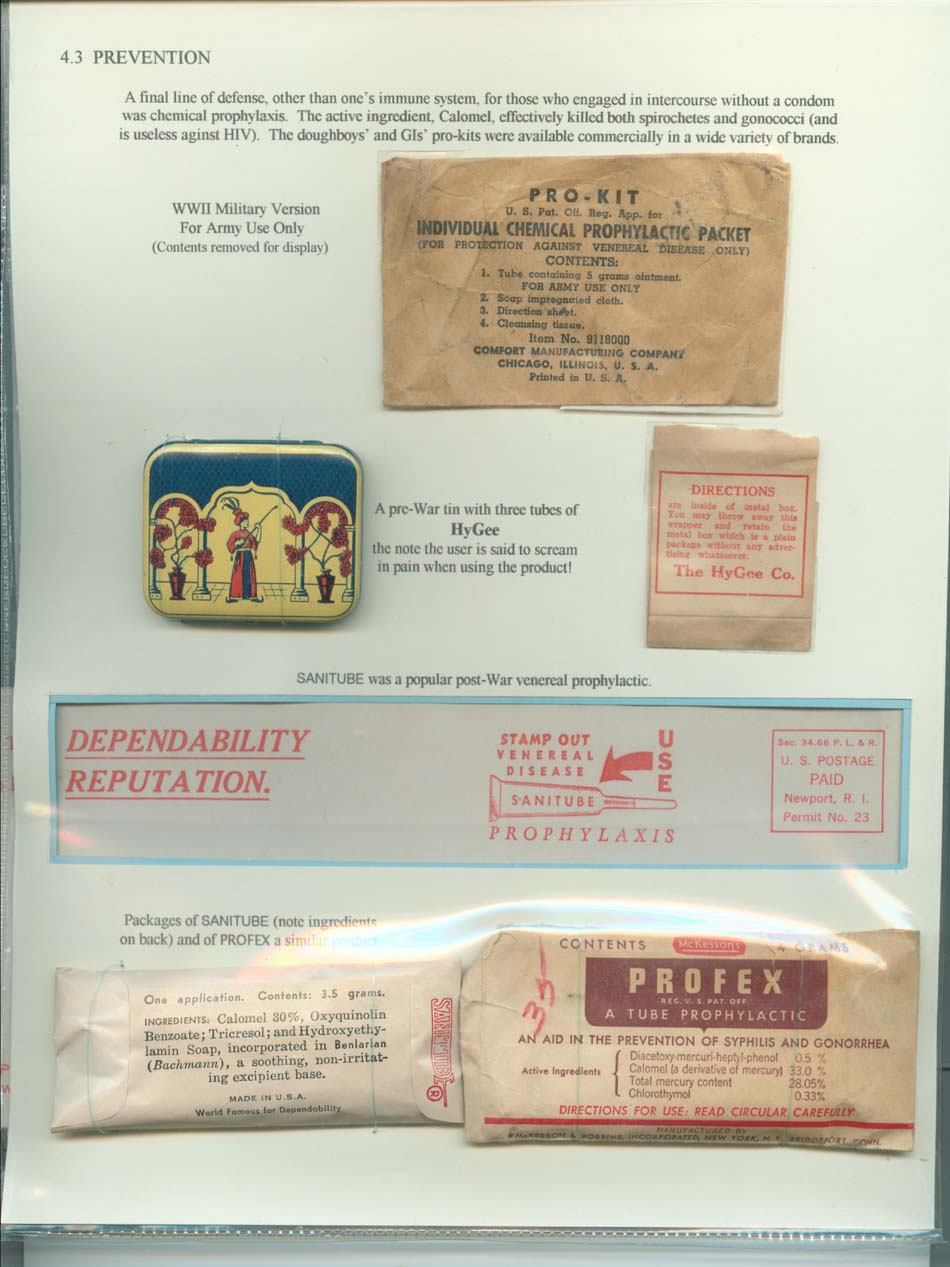 4.3 PREVENTION
A final line of defense, other than one's immune system, for those who engaged in intercourse without a condom
was chemical prophylaxis. The active ingredient, Calomel, effectively killed both spirochetes and gonococci (and
is useless aginst HIV). The doughboys' and GIs' pro-kits were available commercially in a wide variety of brands.
WWII Military Version
For Army Use Only
(Contents removed for display)
PRO-KIT
U. S. Pat. Off. Reg. App. for
INDIVIDUAL CHEMICAL PROPHYLACTIC PACKET
(FOR PROTECTION AGAINST VENEREAL DISEASE ONLY)
CONTENTS:
1. Tube containing 5 grams ointment.
FOR ARMY USE ONLY
2. Soap impregnated cloth.
3. Direction sheet.
4. Cleansing tissue.
Item No. 9118000
COMFORT MANUFACTURING COMPANY
CHICAGO, ILLINOIS, U. S. A.
Printed in U. S. A.
A pre-War tin with three tubes of
HyGee
the note the user is said to scream
in pain when using the product!
DIRECTIONS
are inside of metal box.
You may throw away this
wrapper and retain the
metal box which is a plain
package without any adver-
tising whatsoever.
The HyGee Co.
SANITUBE was a popular post-War venereal prophylactic.
DEPENDABILITY
REPUTATION.
STAMP OUT
VENEREAL
DISEASE
USE
SANITUBE
PROPHYLAXIS
Sec. 34.66 P. L. & R.
U. S. POSTAGE
PAID
Newport, R. I.
Permit No. 23
Packages of SANITUBE (note ingredients
on back) and of PROFEX a similar product
One application. Contents: 3.5 grams.
INGREDIENTS: Calomel 30%, Oxyquinolin
Benzoate; Tricresol; and Hydroxyethy-
lamin Soap, incorporated in Benlarian
(Bachmann), a soothing, non-irritat-
ing excipient base.
MADE IN U.S.A.
World Famous for Dependability
SANITUBE ®
35
CONTENTS McKesson's 4 GRAMS
PROFEX
REG. U. S. PAT. OFF.
A TUBE PROPHYLACTIC
AN AID IN THE PREVENTION OF SYPHILIS AND GONORRHEA
Active Ingredients
Diacetoxy-mercuri-heptyl-phenol 0.5 %
Calomel (a derivative of mercury) 33.0 %
Total mercury content 28.05%
Chlorothymol 0.33%
DIRECTIONS FOR USE: READ CIRCULAR CAREFULLY
MANUFACTURED BY
McKESSON & ROBBINS, INCORPORATED, NEW YORK, N. Y. BRIDGEPORT, CONN.